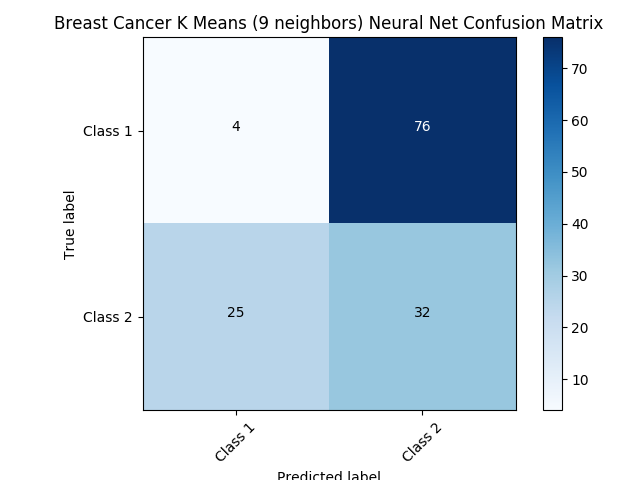 Breast Cancer K Means (9 neighbors) Neural Net Confusion Matrix
True label
Class 1
4
76
Class 2
25
32
Class 1
Class 2
Predicted label
70
60
50
40
30
20
10